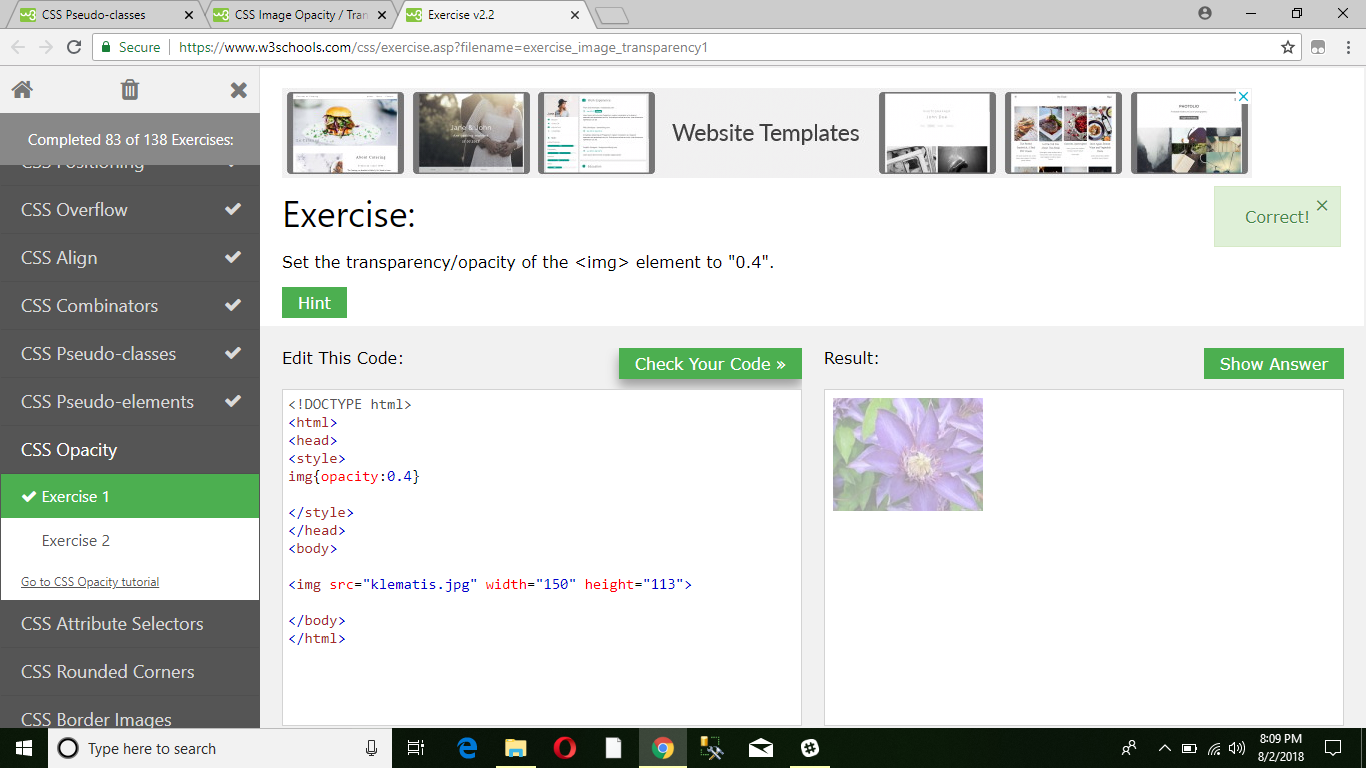 CSS Pseudo-classes
CSS Image Opacity / Tran
Exercise v2.2
Secure
https://www.w3schools.com/css/exercise.asp?filename=exercise_image_transparency1
Completed 83 of 138 Exercises:
CSS Positioning
CSS Overflow
CSS Align
CSS Combinators
CSS Pseudo-classes
CSS Pseudo-elements
CSS Opacity
Exercise 1
Exercise 2
Go to CSS Opacity tutorial
CSS Attribute Selectors
CSS Rounded Corners
CSS Border Images
Jane & John
Website Templates
Exercise:
Correct!
Set the transparency/opacity of the <img> element to "0.4".
Hint
Edit This Code:
Check Your Code »
Result:
Show Answer
<!DOCTYPE html>
<html>
<head>
<style>
img{opacity:0.4}
</style>
</head>
<body>
<img src="klematis.jpg" width="150" height="113">
</body>
</html>
Type here to search
8:09 PM
8/2/2018